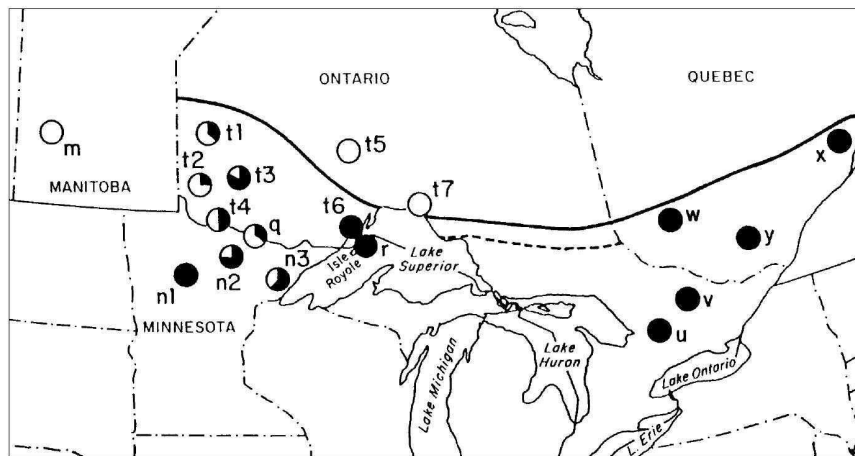 ONTARIO
QUEBEC
m
t1
t5
x
t2
t3
MANITOBA
t7
t4
q
t6
w
y
r
n3
n2
n1
Isle
Royale
Lake
Superior
v
MINNESOTA
u
Lake
Huron
Lake Michigan
Lake Ontario
L. Erie